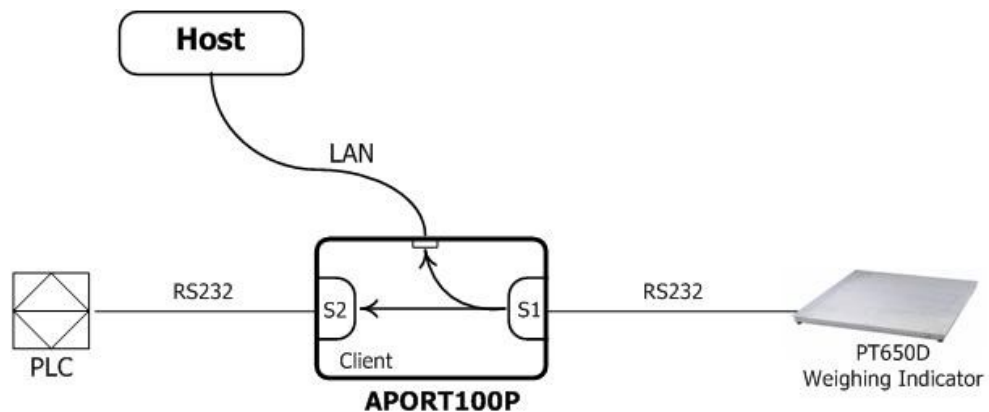 Host
LAN
RS232
S2
S1
RS232
PLC
Client
APORT100P
PT650D
Weighing Indicator